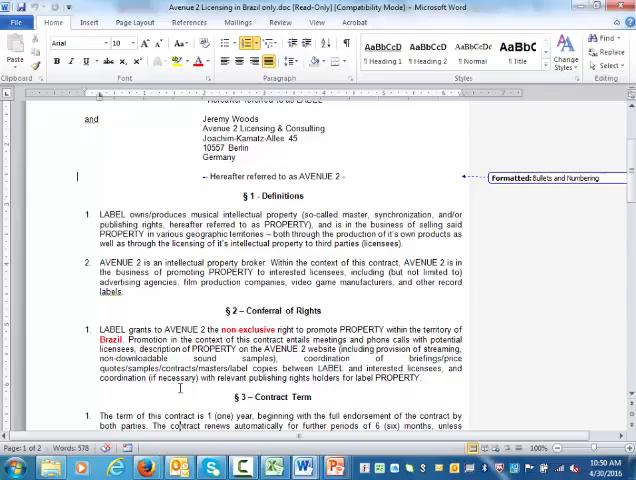 Avenue 2 Licensing in Brazil only.doc [Read-Only] [Compatibility Mode] - Microsoft Word
File Home Insert Page Layout References Mailings Review View Acrobat
Arial 10
Paste
B I U
AaBbCcD AaBbCcD AaBbCcD AaBbC
¶ Heading 1 ¶ Heading 2 ¶ Normal ¶ Title
Change Styles
Find
Replace
Select
Clipboard Font Paragraph Styles Editing
Hereafter referred to as LABEL
and Jeremy Woods
Avenue 2 Licensing & Consulting
Joachim-Karnatz-Allee 45
10557 Berlin
Germany
– Hereafter referred to as AVENUE 2 -
Formatted: Bullets and Numbering
§ 1 - Definitions
1. LABEL owns/produces musical intellectual property (so-called master, synchronization, and/or
publishing rights, hereafter referred to as PROPERTY), and is in the business of selling said
PROPERTY in various geographic territories – both through the production of it's own products as
well as through the licensing of it's intellectual property to third parties (licensees).
2. AVENUE 2 is an intellectual property broker. Within the context of this contract, AVENUE 2 is in
the business of promoting PROPERTY to interested licensees, including (but not limited to)
advertising agencies, film production companies, video game manufacturers, and other record
labels.
§ 2 – Conferral of Rights
1. LABEL grants to AVENUE 2 the non-exclusive right to promote PROPERTY within the territory of
Brazil. Promotion in the context of this contract entails meetings and phone calls with potential
licensees, description of PROPERTY on the AVENUE 2 website (including provision of streaming,
non-downloadable sound samples), coordination of briefings/price
quotes/samples/contracts/masters/label copies between LABEL and interested licensees, and
coordination (if necessary) with relevant publishing rights holders for label PROPERTY.
§ 3 – Contract Term
1. The term of this contract is 1 (one) year, beginning with the full endorsement of the contract by
both parties. The contract renews automatically for further periods of 6 (six) months, unless
Page: 1 of 2 Words: 578 100%
10:50 AM
4/30/2016